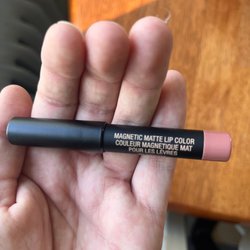 MAGNETIC MATTE LIP COLOR
COULEUR MAGNETIQUE MAT
POUR LES LÈVRES